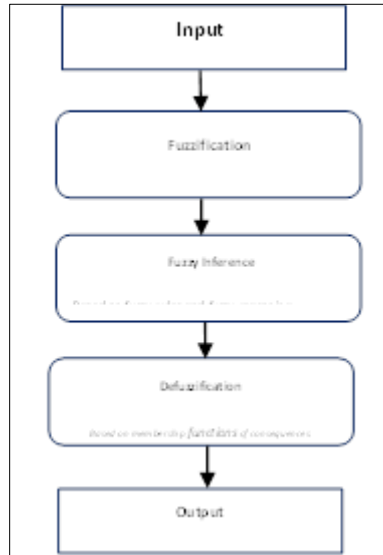 Input
Fuzzification
Fuzzy Inference
Defuzzification
Based on membership functions of consequences
Output